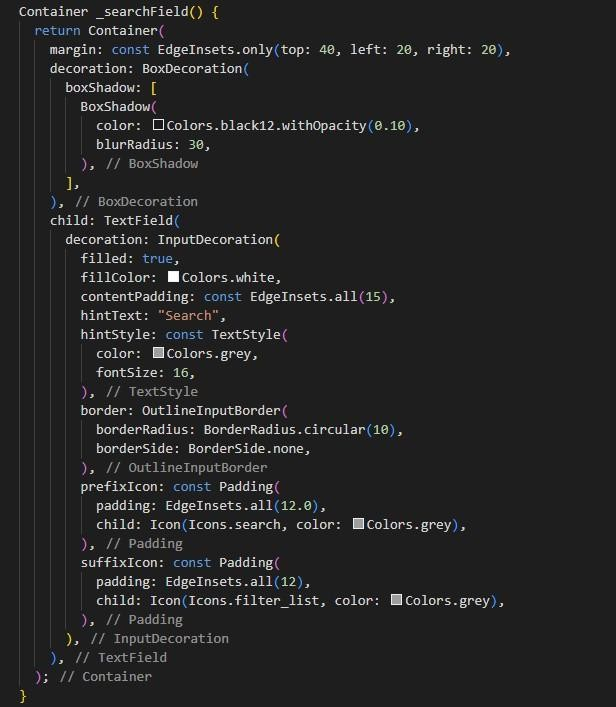 Container _searchField() {
  return Container(
    margin: const EdgeInsets.only(top: 40, left: 20, right: 20),
    decoration: BoxDecoration(
      boxShadow: [
        BoxShadow(
          color: Colors.black12.withOpacity(0.10),
          blurRadius: 30,
        ), // BoxShadow
      ],
    ), // BoxDecoration
    child: TextField(
      decoration: InputDecoration(
        filled: true,
        fillColor: Colors.white,
        contentPadding: const EdgeInsets.all(15),
        hintText: "Search",
        hintStyle: const TextStyle(
          color: Colors.grey,
          fontSize: 16,
        ), // TextStyle
        border: OutlineInputBorder(
          borderRadius: BorderRadius.circular(10),
          borderSide: BorderSide.none,
        ), // OutlineInputBorder
        prefixIcon: const Padding(
          padding: EdgeInsets.all(12.0),
          child: Icon(Icons.search, color: Colors.grey),
        ), // Padding
        suffixIcon: const Padding(
          padding: EdgeInsets.all(12),
          child: Icon(Icons.filter_list, color: Colors.grey),
        ), // Padding
      ), // InputDecoration
    ), // TextField
  ); // Container
}